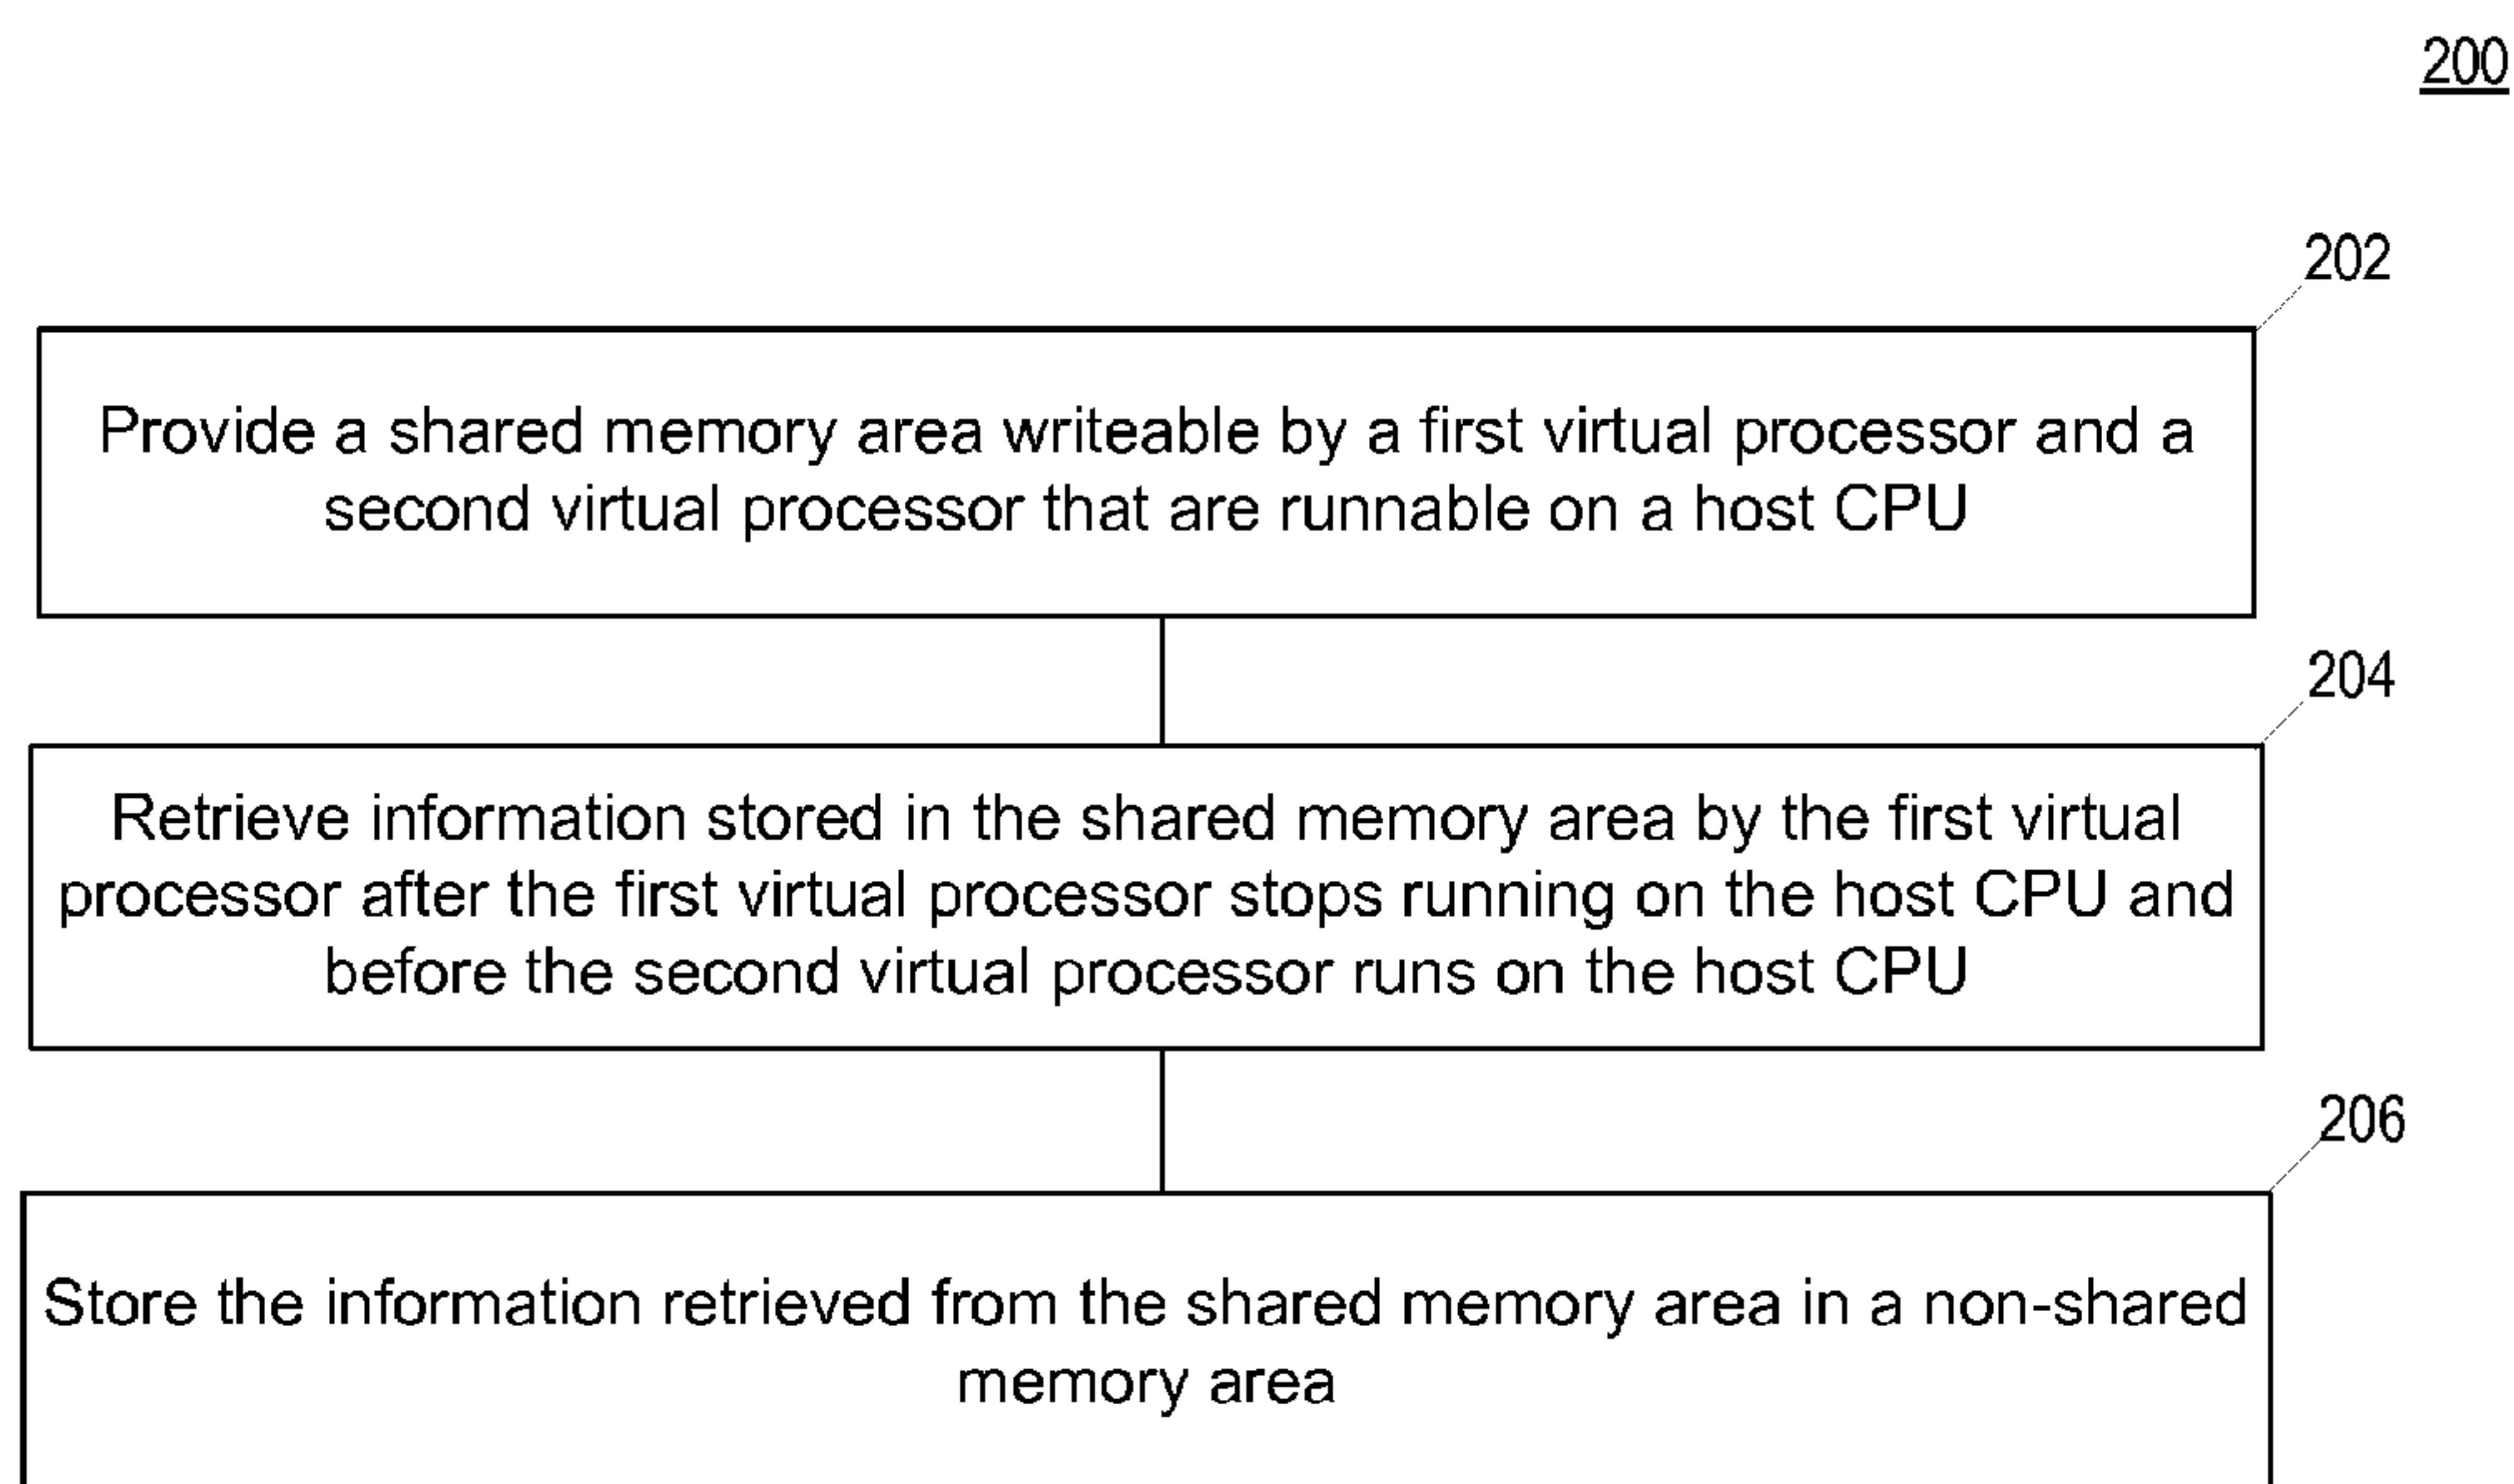 200
202
Provide a shared memory area writeable by a first virtual processor and a
second virtual processor that are runnable on a host CPU
204
Retrieve information stored in the shared memory area by the first virtual
processor after the first virtual processor stops running on the host CPU and
before the second virtual processor runs on the host CPU
206
Store the information retrieved from the shared memory area in a non-shared
memory area